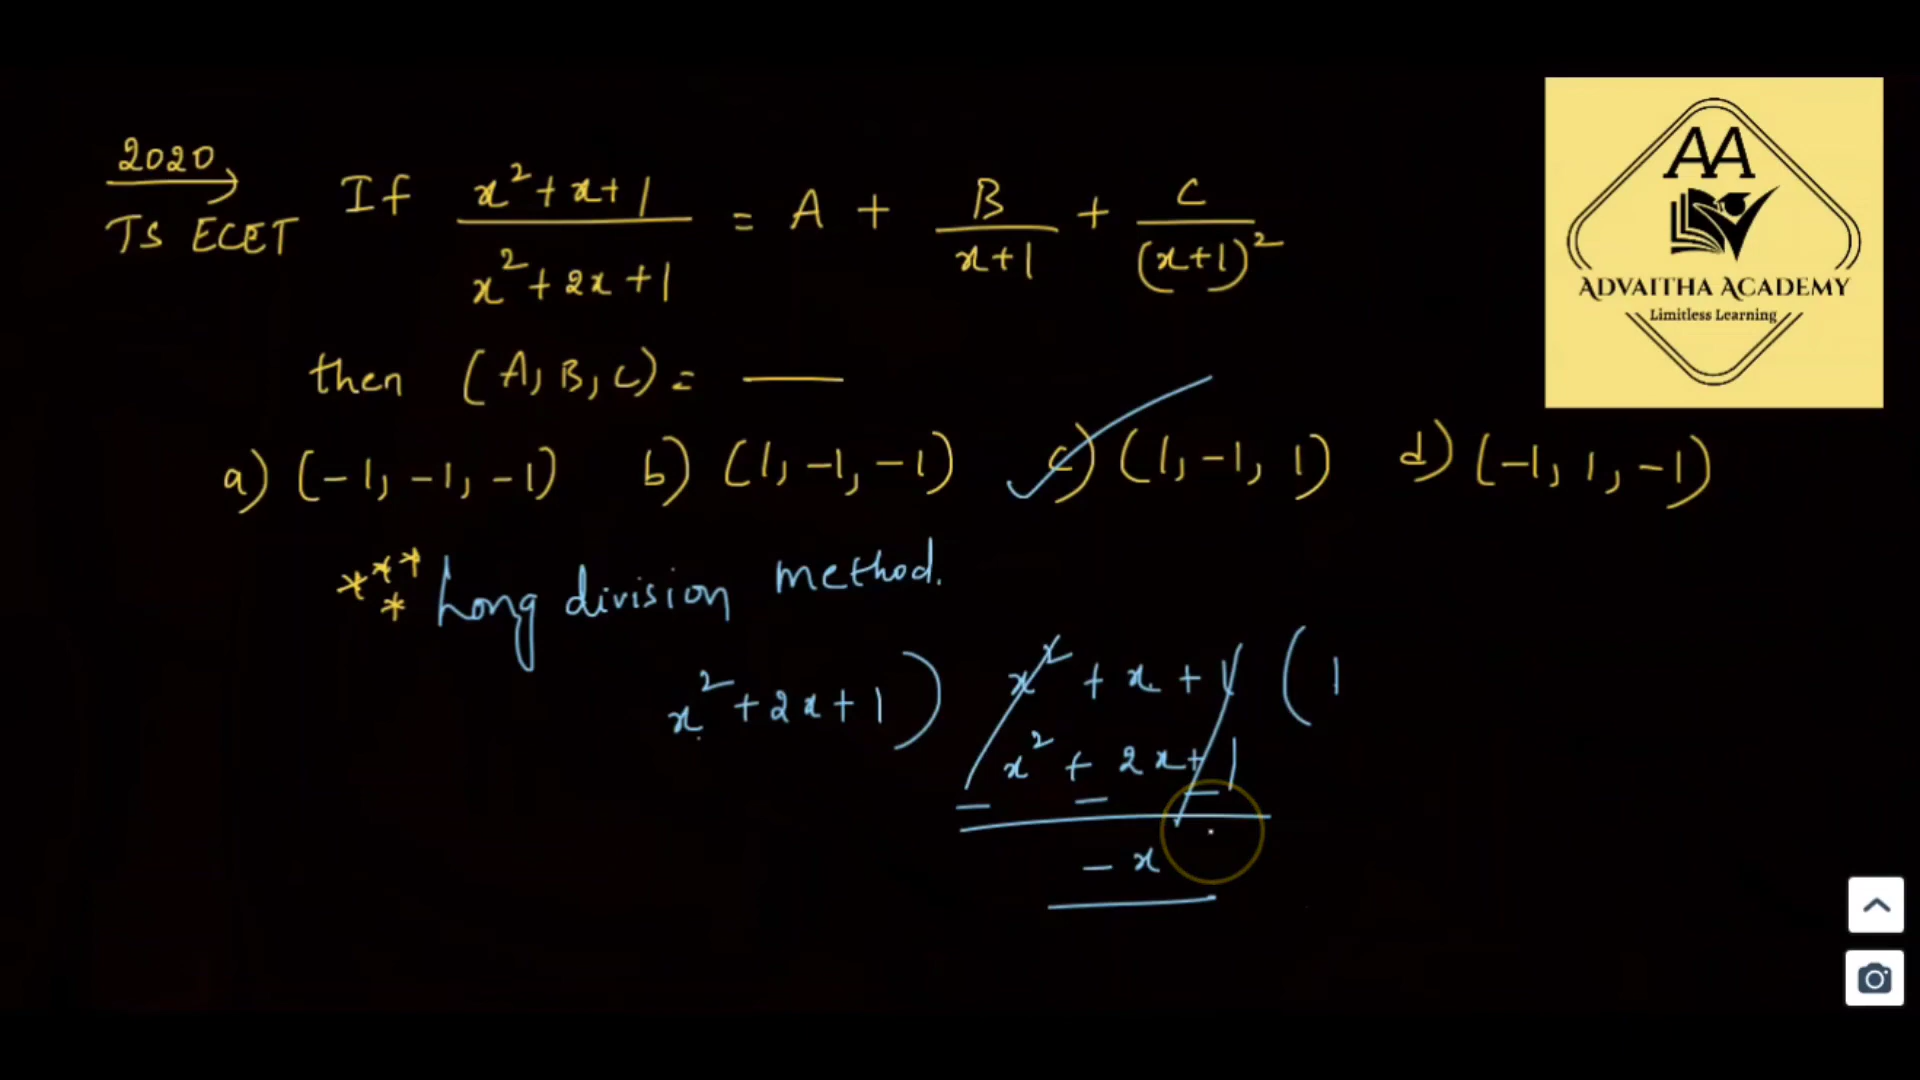 2020
TS ECET
If x²+x+1 / x²+2x+1 = A + B/x+1 + C/(x+1)²
then (A, B, C) = —
a) (-1, -1, -1) b) (1, -1, -1) c) (1, -1, 1) d) (-1, 1, -1)
**** Long division method.
x²+2x+1 ) x² + x + 1 ( 1
x² + 2x + 1
− − −
- x
AA
ADVAITHA ACADEMY
Limitless Learning